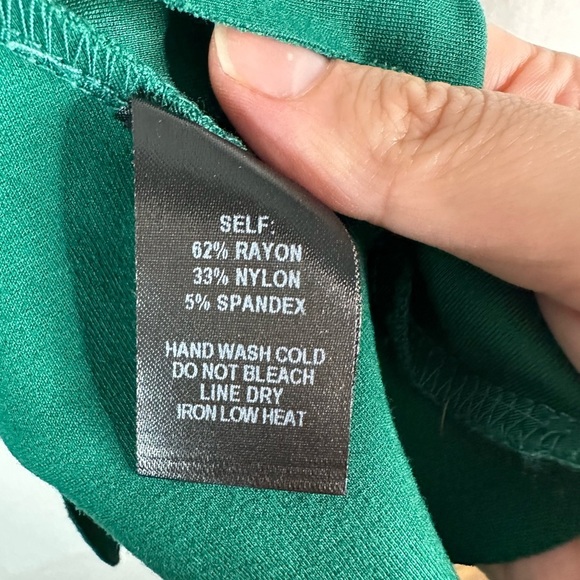 SELF:
62% RAYON
33% NYLON
5% SPANDEX
HAND WASH COLD
DO NOT BLEACH
LINE DRY
IRON LOW HEAT